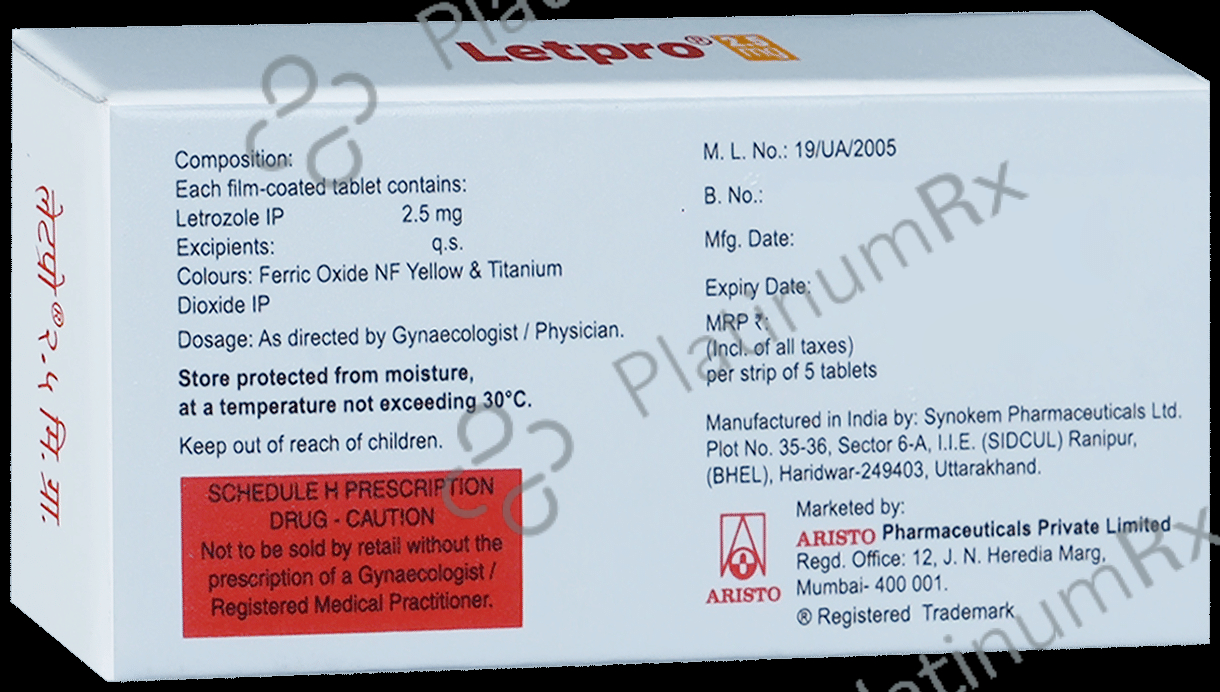 Letpro® 2.5 mg
लेटप्रो® २.५ मि.ग्रा.
Composition:
Each film-coated tablet contains:
Letrozole IP 2.5 mg
Excipients: q.s.
Colours: Ferric Oxide NF Yellow & Titanium
Dioxide IP
Dosage: As directed by Gynaecologist / Physician.
Store protected from moisture,
at a temperature not exceeding 30°C.
Keep out of reach of children.
SCHEDULE H PRESCRIPTION
DRUG - CAUTION
Not to be sold by retail without the
prescription of a Gynaecologist /
Registered Medical Practitioner.
M. L. No.: 19/UA/2005
B. No.:
Mfg. Date:
Expiry Date:
MRP ₹:
(Incl. of all taxes)
per strip of 5 tablets
Manufactured in India by: Synokem Pharmaceuticals Ltd.
Plot No. 35-36, Sector 6-A, I.I.E. (SIDCUL) Ranipur,
(BHEL), Haridwar-249403, Uttarakhand.
ARISTO
Marketed by:
ARISTO Pharmaceuticals Private Limited
Regd. Office: 12, J. N. Heredia Marg,
Mumbai- 400 001.
® Registered Trademark
PlatinumRx
PlatinumRx